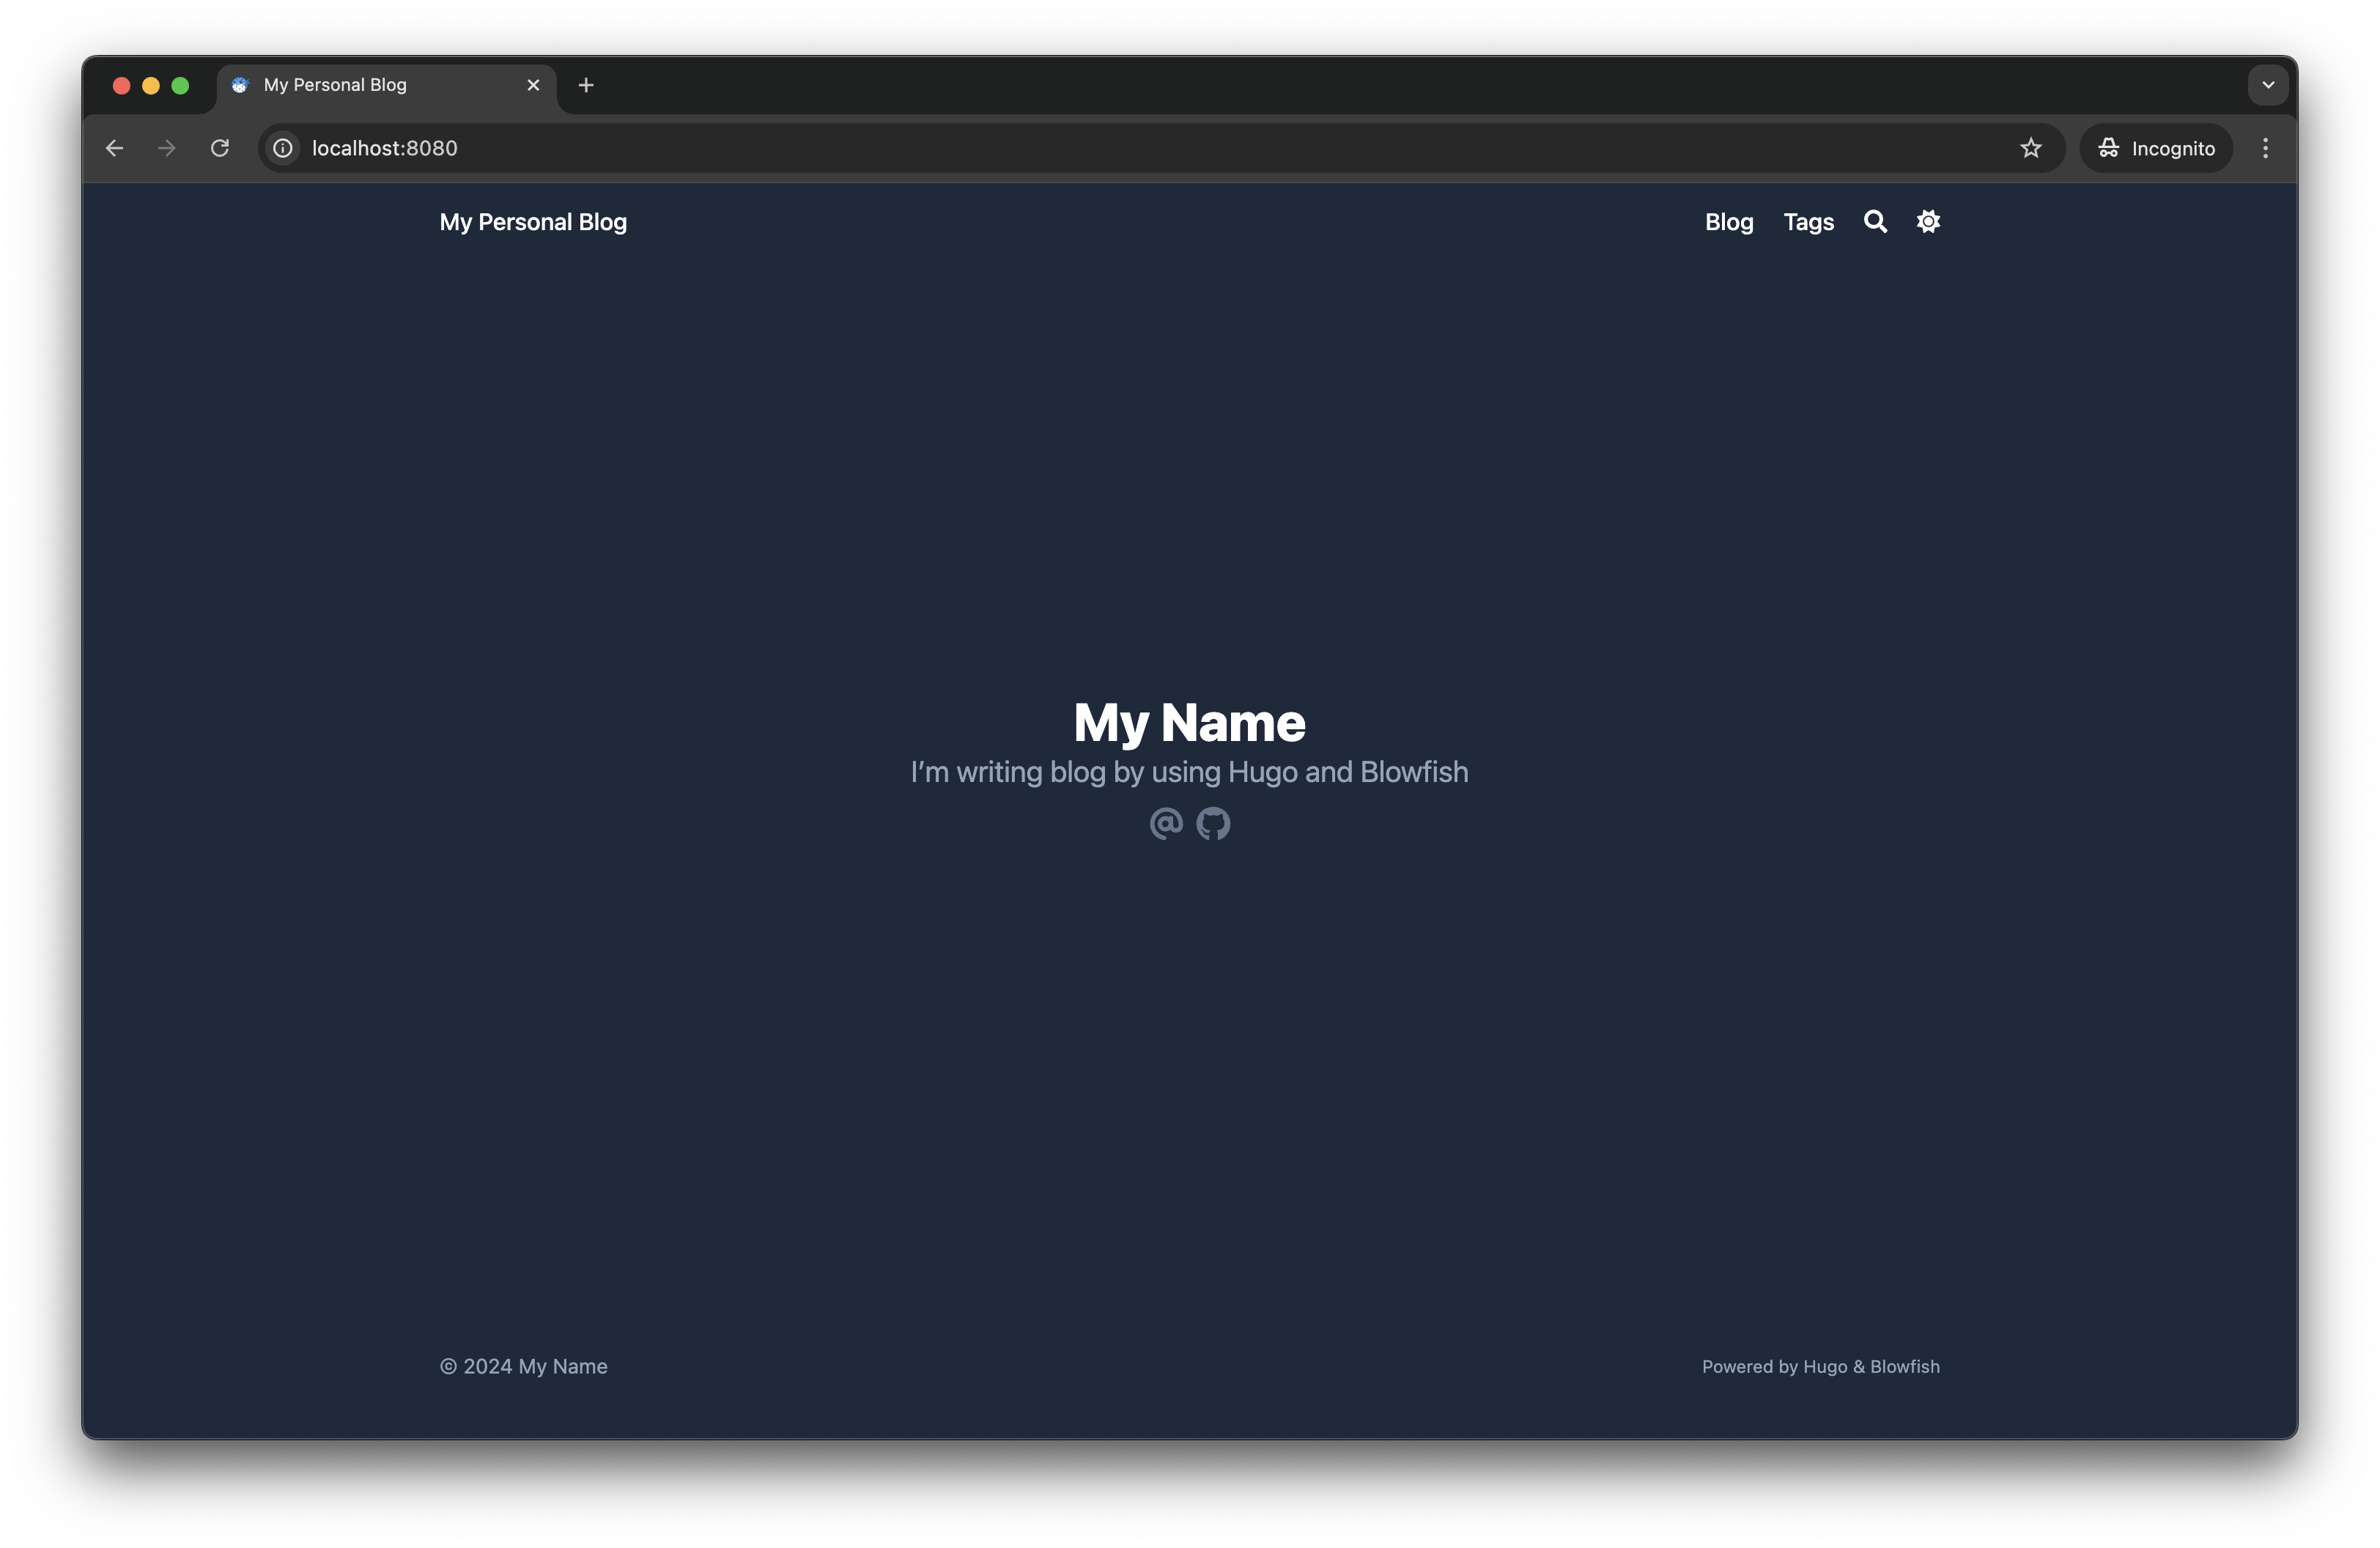 My Personal Blog
localhost:8080
Incognito
My Personal Blog
Blog Tags
My Name
I’m writing blog by using Hugo and Blowfish
© 2024 My Name
Powered by Hugo & Blowfish